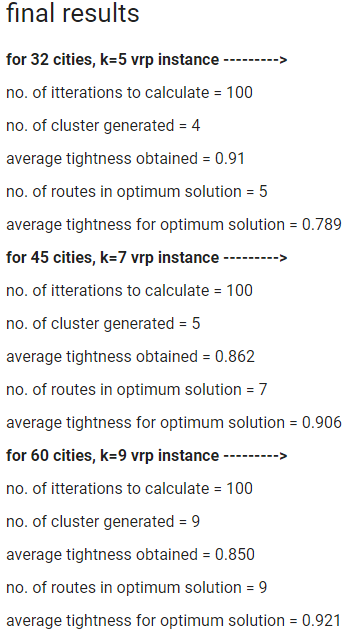 final results
for 32 cities, k=5 vrp instance --------->
no. of itterations to calculate = 100
no. of cluster generated = 4
average tightness obtained = 0.91
no. of routes in optimum solution = 5
average tightness for optimum solution = 0.789
for 45 cities, k=7 vrp instance --------->
no. of itterations to calculate = 100
no. of cluster generated = 5
average tightness obtained = 0.862
no. of routes in optimum solution = 7
average tightness for optimum solution = 0.906
for 60 cities, k=9 vrp instance --------->
no. of itterations to calculate = 100
no. of cluster generated = 9
average tightness obtained = 0.850
no. of routes in optimum solution = 9
average tightness for optimum solution = 0.921